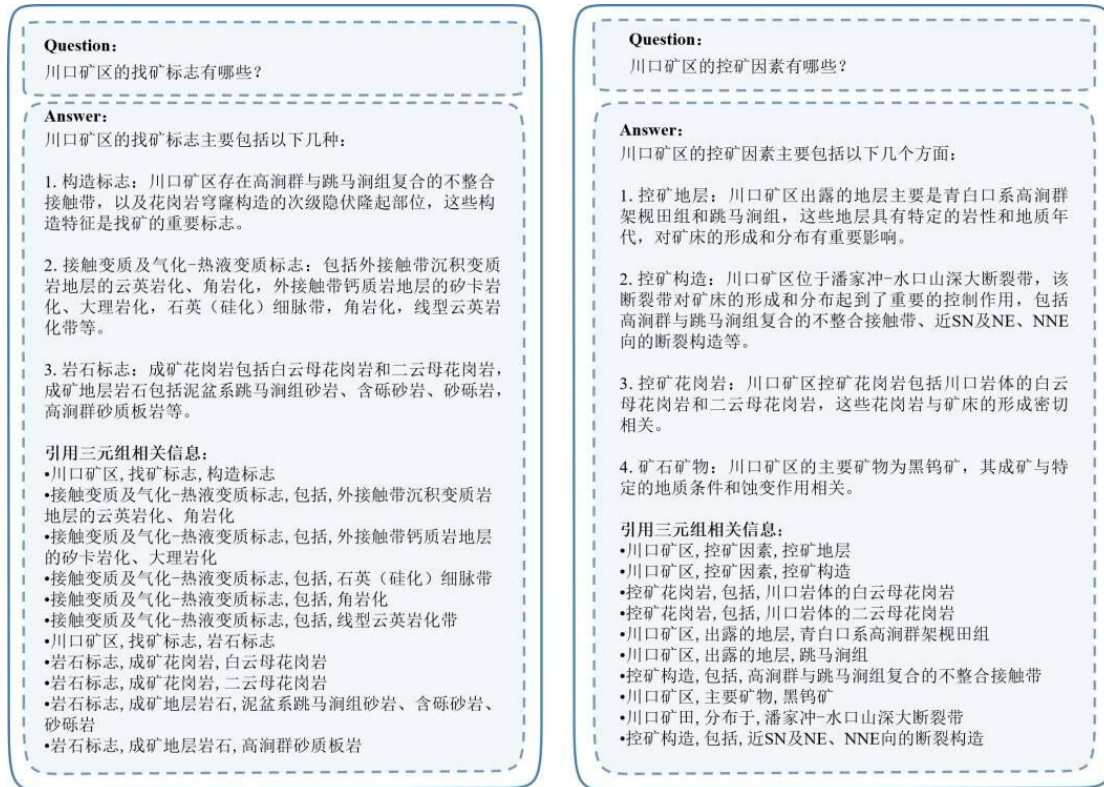 Question：
川口矿区的找矿标志有哪些？
Answer：
川口矿区的找矿标志主要包括以下几种：
1. 构造标志：川口矿区存在高涧群与跳马涧组复合的不整合
接触带，以及花岗岩穹窿构造的次级隐伏隆起部位，这些构
造特征是找矿的重要标志。
2. 接触变质及气化-热液变质标志：包括外接触带沉积变质
岩地层的云英岩化、角岩化，外接触带钙质岩地层的矽卡岩
化、大理岩化，石英（硅化）细脉带，角岩化，线型云英岩
化带等。
3. 岩石标志：成矿花岗岩包括白云母花岗岩和二云母花岗岩，
成矿地层岩石包括泥盆系跳马涧组砂岩、含砾砂岩、砂砾岩，
高涧群砂质板岩等。
引用三元组相关信息：
•川口矿区, 找矿标志, 构造标志
•接触变质及气化-热液变质标志, 包括, 外接触带沉积变质岩
地层的云英岩化、角岩化
•接触变质及气化-热液变质标志, 包括, 外接触带钙质岩地层
的矽卡岩化、大理岩化
•接触变质及气化-热液变质标志, 包括, 石英（硅化）细脉带
•接触变质及气化-热液变质标志, 包括, 角岩化
•接触变质及气化-热液变质标志, 包括, 线型云英岩化带
•川口矿区, 找矿标志, 岩石标志
•岩石标志, 成矿花岗岩, 白云母花岗岩
•岩石标志, 成矿花岗岩, 二云母花岗岩
•岩石标志, 成矿地层岩石, 泥盆系跳马涧组砂岩、含砾砂岩、
砂砾岩
•岩石标志, 成矿地层岩石, 高涧群砂质板岩
Question：
川口矿区的控矿因素有哪些？
Answer：
川口矿区的控矿因素主要包括以下几个方面：
1. 控矿地层：川口矿区出露的地层主要是青白口系高涧群
架枧田组和跳马涧组，这些地层具有特定的岩性和地质年
代，对矿床的形成和分布有重要影响。
2. 控矿构造：川口矿区位于潘家冲-水口山深大断裂带，该
断裂带对矿床的形成和分布起到了重要的控制作用，包括
高涧群与跳马涧组复合的不整合接触带、近SN及NE、NNE
向的断裂构造等。
3. 控矿花岗岩：川口矿区控矿花岗岩包括川口岩体的白云
母花岗岩和二云母花岗岩，这些花岗岩与矿床的形成密切
相关。
4. 矿石矿物：川口矿区的主要矿物为黑钨矿，其成矿与特
定的地质条件和蚀变作用相关。
引用三元组相关信息：
•川口矿区, 控矿因素, 控矿地层
•川口矿区, 控矿因素, 控矿构造
•控矿花岗岩, 包括, 川口岩体的白云母花岗岩
•控矿花岗岩, 包括, 川口岩体的二云母花岗岩
•川口矿区, 出露的地层, 青白口系高涧群架枧田组
•川口矿区, 出露的地层, 跳马涧组
•控矿构造, 包括, 高涧群与跳马涧组复合的不整合接触带
•川口矿区, 主要矿物, 黑钨矿
•川口矿田, 分布于, 潘家冲-水口山深大断裂带
•控矿构造, 包括, 近SN及NE、NNE向的断裂构造